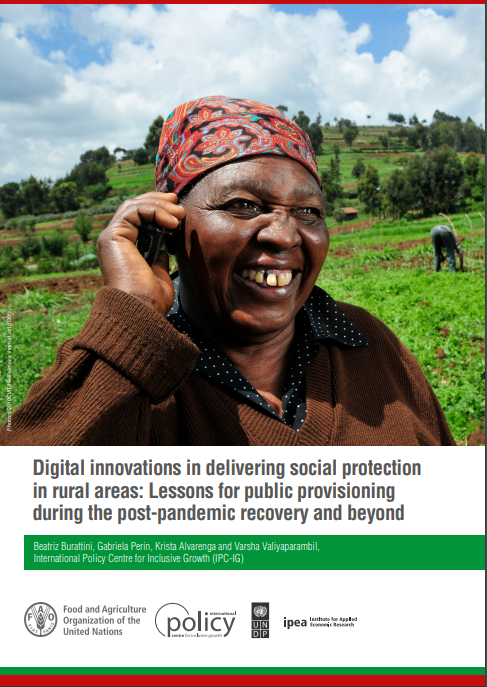 Digital innovations in delivering social protection
in rural areas: Lessons for public provisioning
during the post-pandemic recovery and beyond
Beatriz Burattini, Gabriela Perin, Krista Alvarenga and Varsha Valiyaparambil,
International Policy Centre for Inclusive Growth (IPC-IG)
FAO
FIAT PANIS
Food and Agriculture
Organization of the
United Nations
international
policy
centre for inclusive growth
U N
D P
ipea Institute for Applied
Economic Research